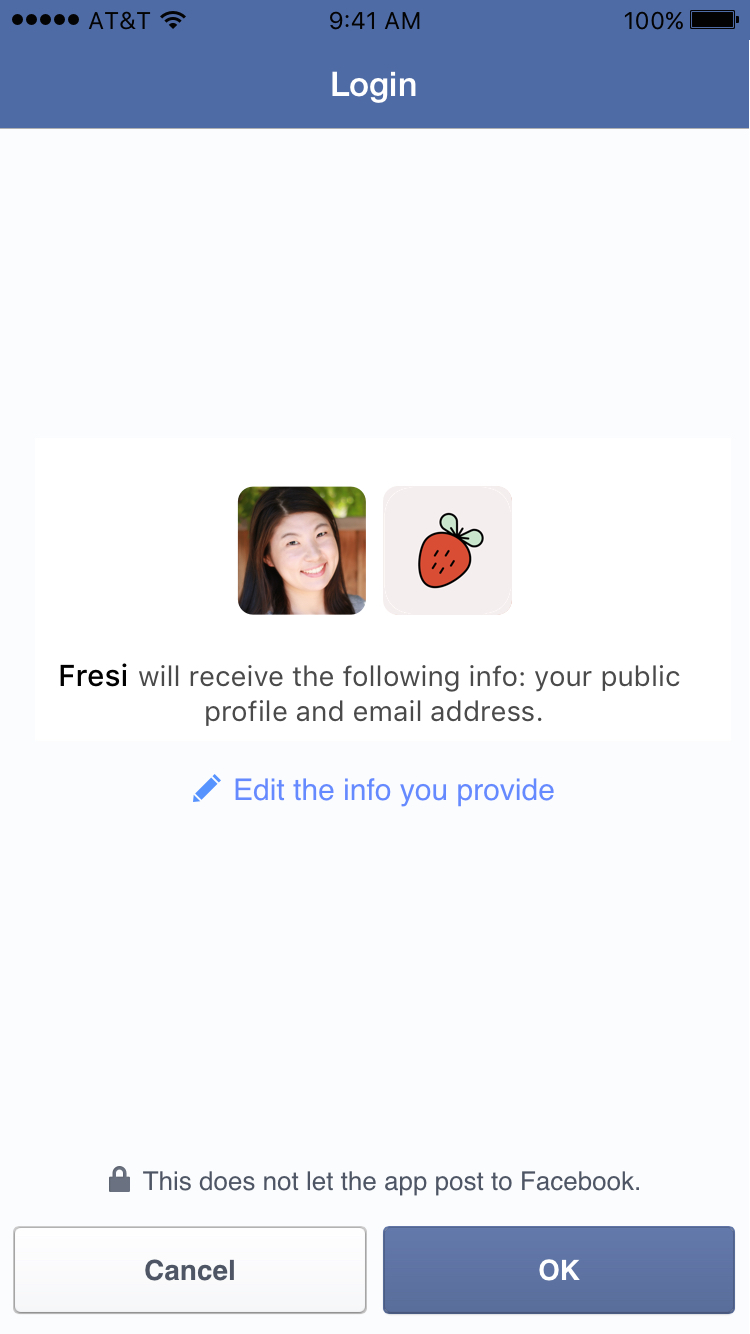 AT&T 9:41 AM 100%
Login
Fresi will receive the following info: your public
profile and email address.
Edit the info you provide
This does not let the app post to Facebook.
Cancel OK